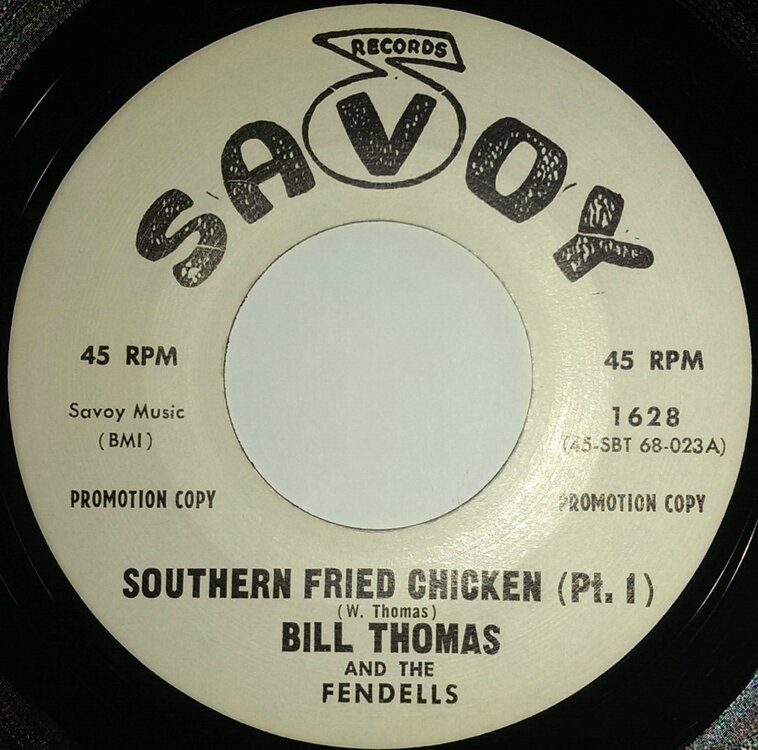 RECORDS
SAVOY
45 RPM
Savoy Music
(BMI)
PROMOTION COPY
45 RPM
1628
(45-SBT 68-023A)
PROMOTION COPY
SOUTHERN FRIED CHICKEN (Pt. 1)
(W. Thomas)
BILL THOMAS
AND THE
FENDELLS